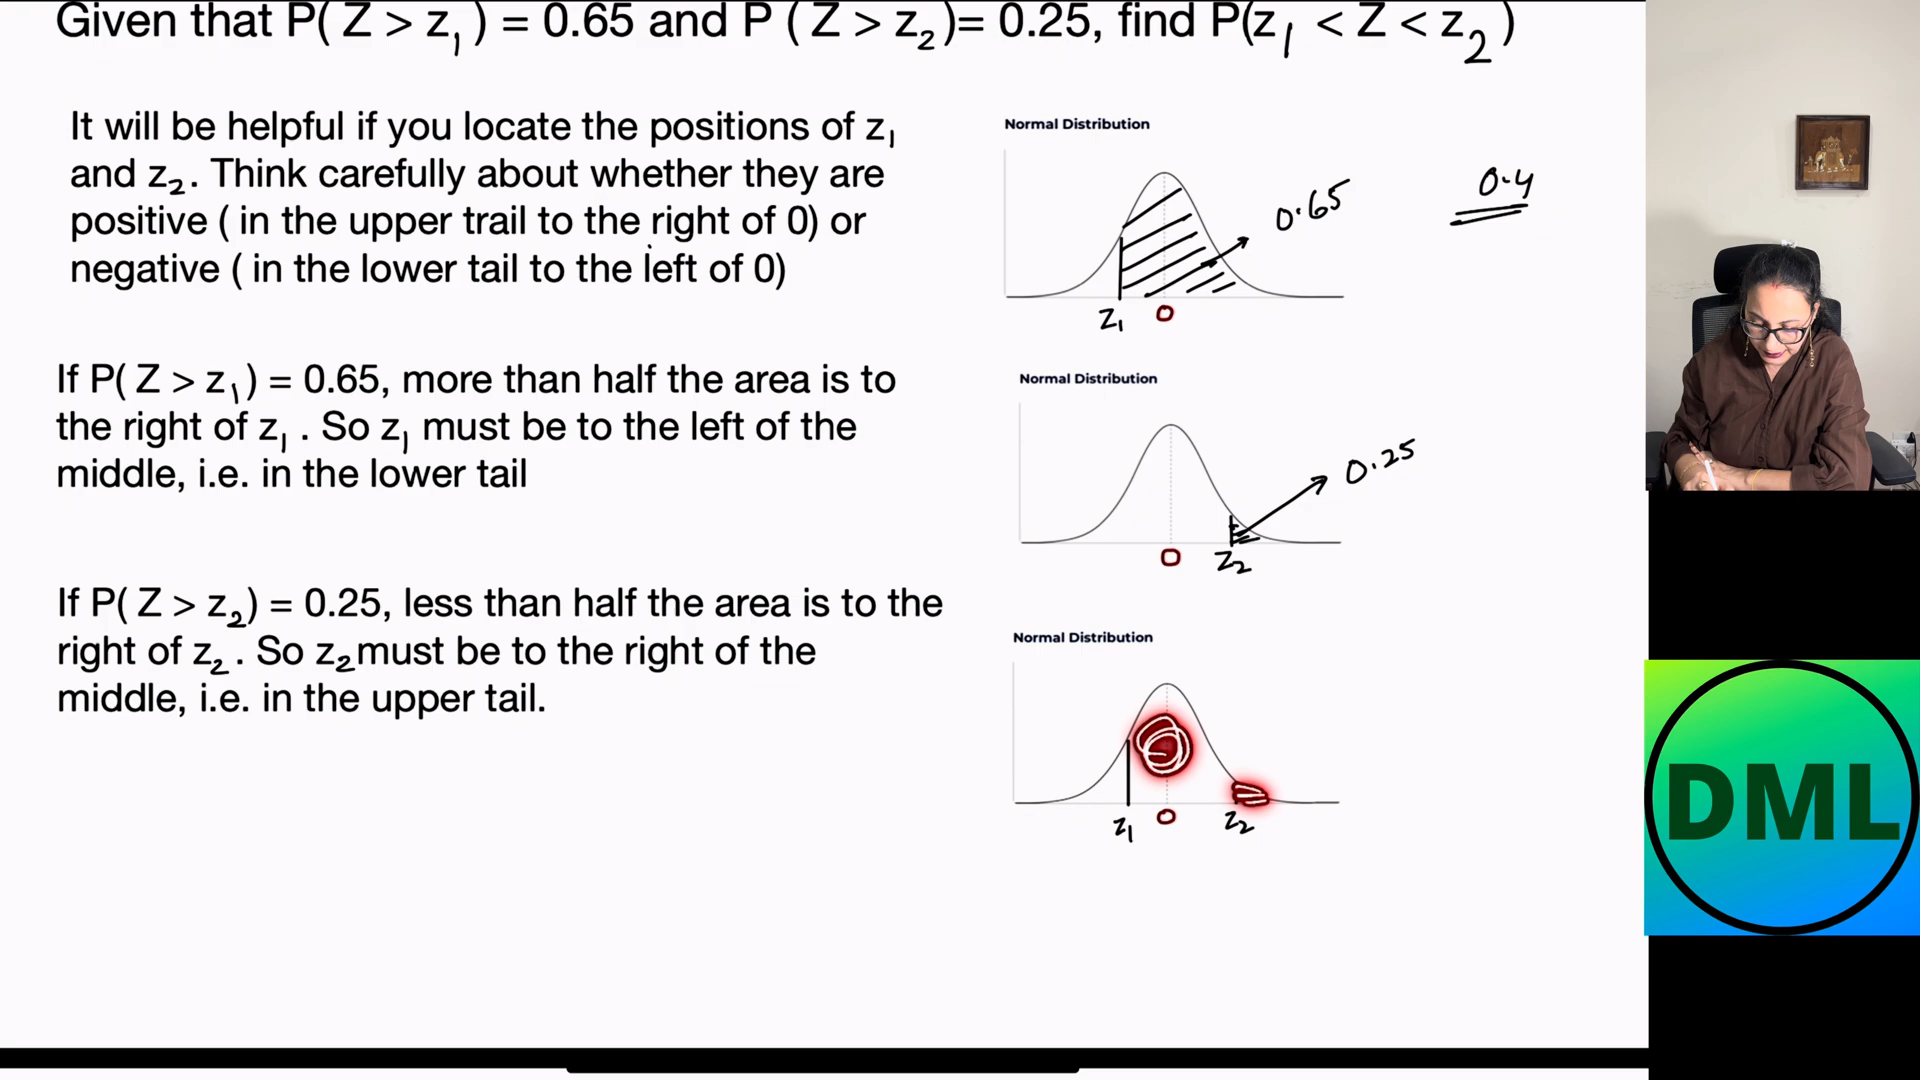 Given that P( Z > z₁ ) = 0.65 and P ( Z > z₂)= 0.25, find P(z₁ < Z < z₂ )
It will be helpful if you locate the positions of z₁
and z₂. Think carefully about whether they are
positive ( in the upper trail to the right of 0) or
negative ( in the lower tail to the left of 0)
Normal Distribution
0.65
0.4
z₁ 0
If P( Z > z₁) = 0.65, more than half the area is to
the right of z₁ . So z₁ must be to the left of the
middle, i.e. in the lower tail
Normal Distribution
0.25
0 z₂
If P( Z > z₂) = 0.25, less than half the area is to the
right of z₂ . So z₂ must be to the right of the
middle, i.e. in the upper tail.
Normal Distribution
z₁ 0 z₂
DML